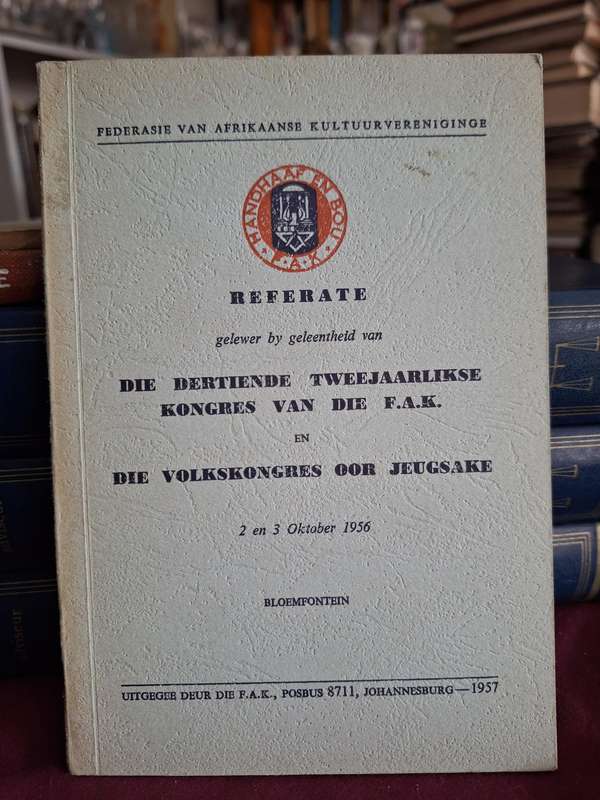 FEDERASIE VAN AFRIKAANSE KULTUURVERENIGINGE
HANDHAAF EN BOU
F.A.K
REFERATE
gelewer by geleentheid van
DIE DERTIENDE TWEEJAARLIKSE
KONGRES VAN DIE F.A.K.
EN
DIE VOLKSKONGRES OOR JEUGSAKE
2 en 3 Oktober 1956
BLOEMFONTEIN
UITGEGEE DEUR DIE F.A.K., POSBUS 8711, JOHANNESBURG—1957